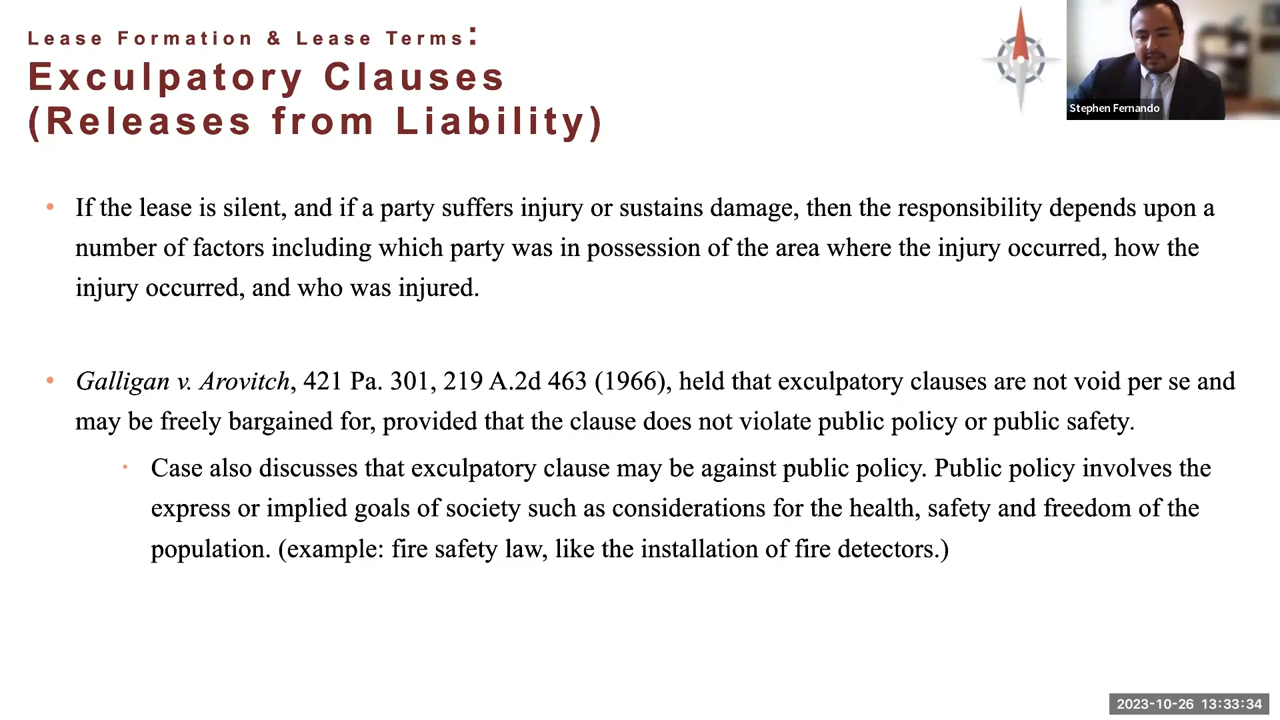 Lease Formation & Lease Terms:
Exculpatory Clauses
(Releases from Liability)
Stephen Fernando
• If the lease is silent, and if a party suffers injury or sustains damage, then the responsibility depends upon a
number of factors including which party was in possession of the area where the injury occurred, how the
injury occurred, and who was injured.
• Galligan v. Arovitch, 421 Pa. 301, 219 A.2d 463 (1966), held that exculpatory clauses are not void per se and
may be freely bargained for, provided that the clause does not violate public policy or public safety.
• Case also discusses that exculpatory clause may be against public policy. Public policy involves the
express or implied goals of society such as considerations for the health, safety and freedom of the
population. (example: fire safety law, like the installation of fire detectors.)
2023-10-26 13:33:34